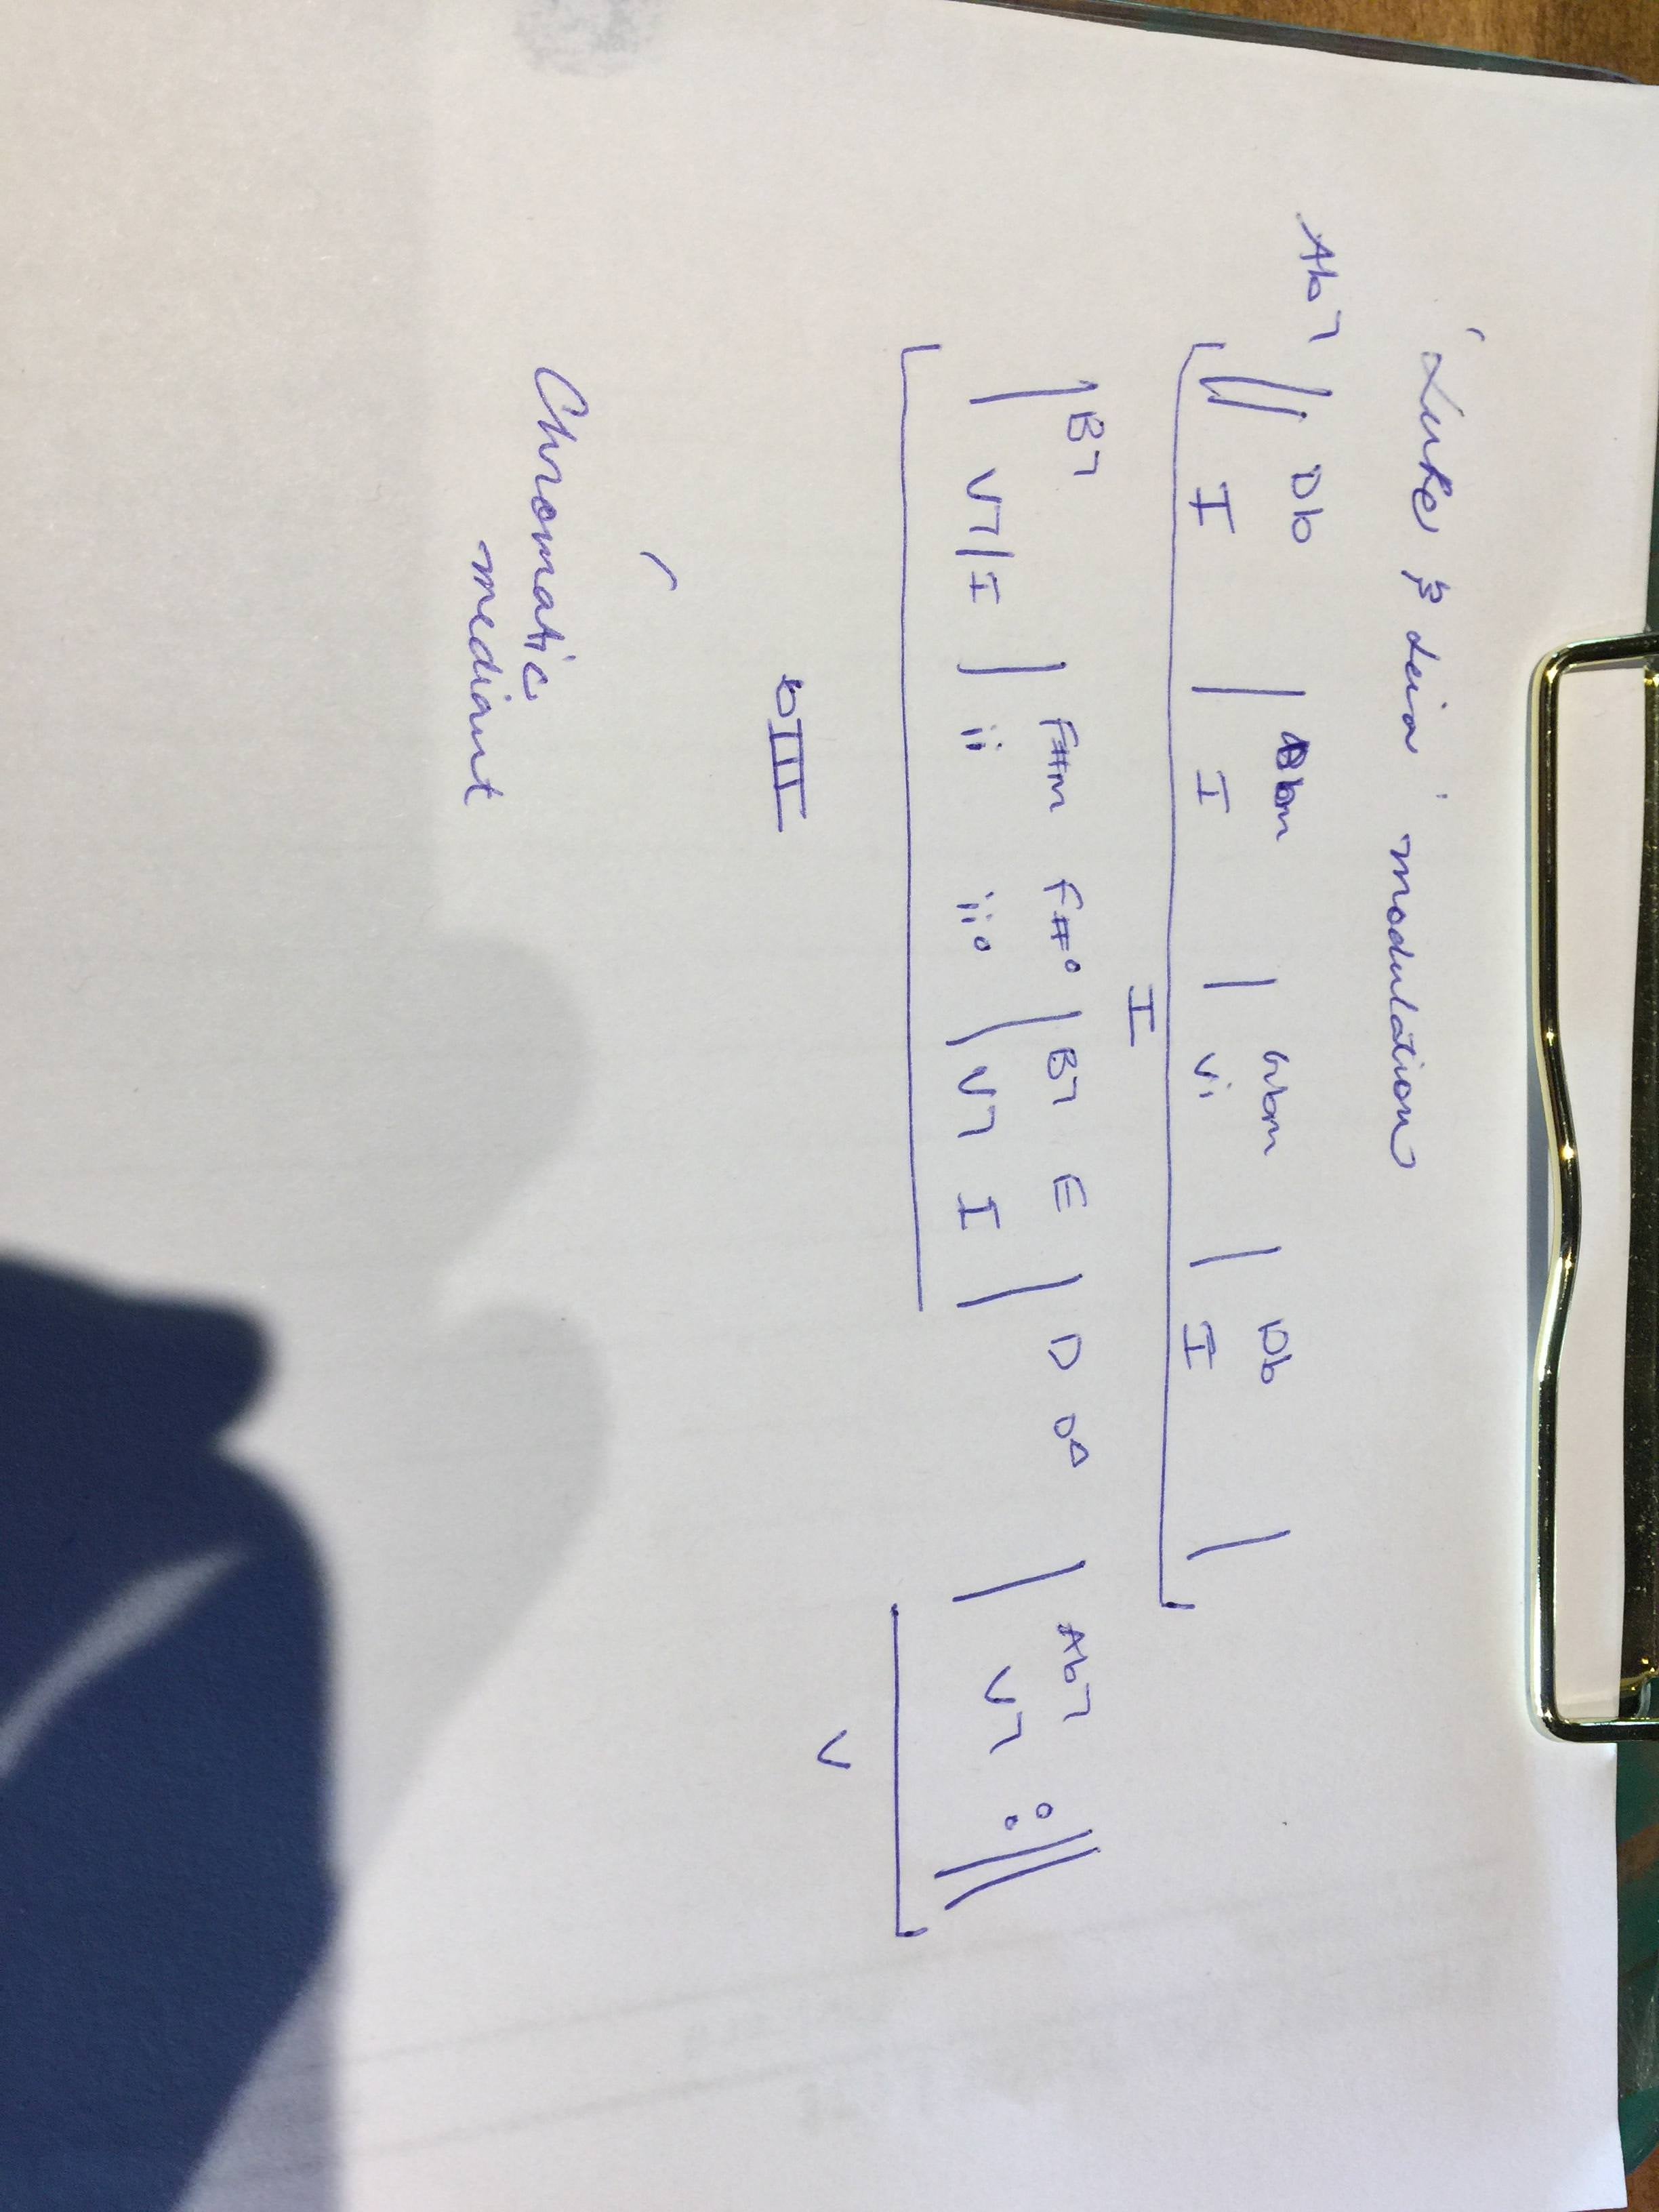 'Luke & Leia' modulation
Ab7 || Db | Bbm | Gbm | Db |
I I vi I
I
| B7 | F#m F#° | B7 E | D D△ | Ab7 :||
V7/I | ii ii° | V7 I | V7
bIII V
Chromatic
mediant